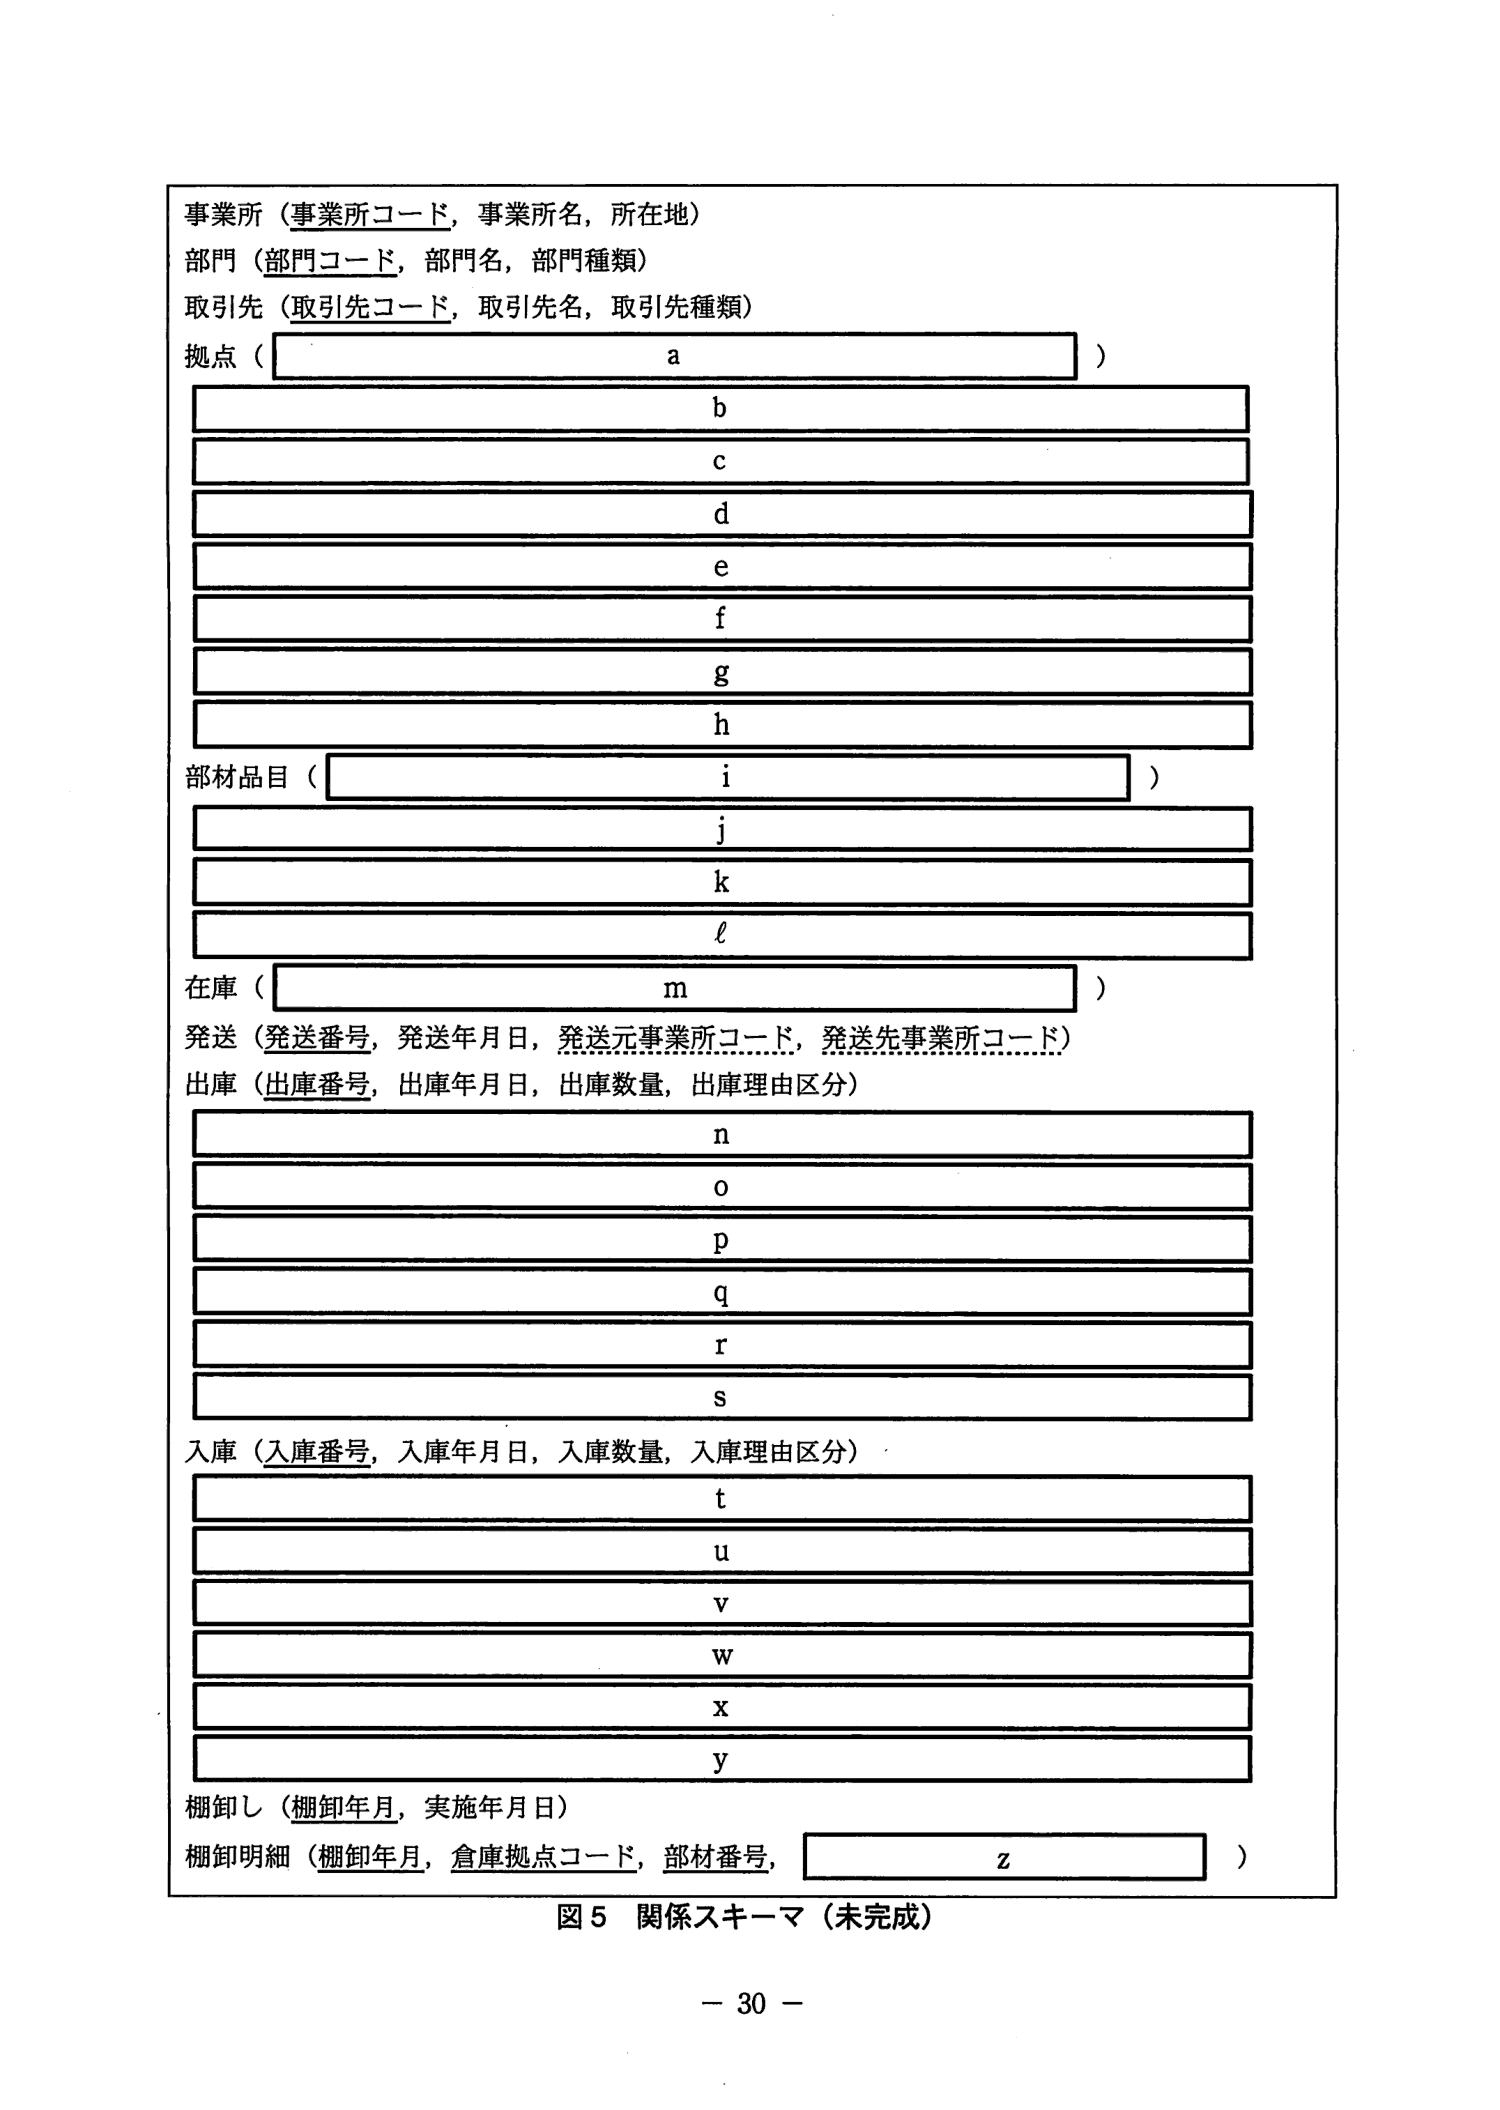 事業所（事業所コード，事業所名，所在地）
部門（部門コード，部門名，部門種類）
取引先（取引先コード，取引先名，取引先種類）
拠点（ a ）
b
c
d
e
f
g
h
部材品目（ i ）
j
k
ℓ
在庫（ m ）
発送（発送番号，発送年月日，発送元事業所コード，発送先事業所コード）
出庫（出庫番号，出庫年月日，出庫数量，出庫理由区分）
n
o
p
q
r
s
入庫（入庫番号，入庫年月日，入庫数量，入庫理由区分）
t
u
v
w
x
y
棚卸し（棚卸年月，実施年月日）
棚卸明細（棚卸年月，倉庫拠点コード，部材番号， z ）
図5　関係スキーマ（未完成）
－ 30 －